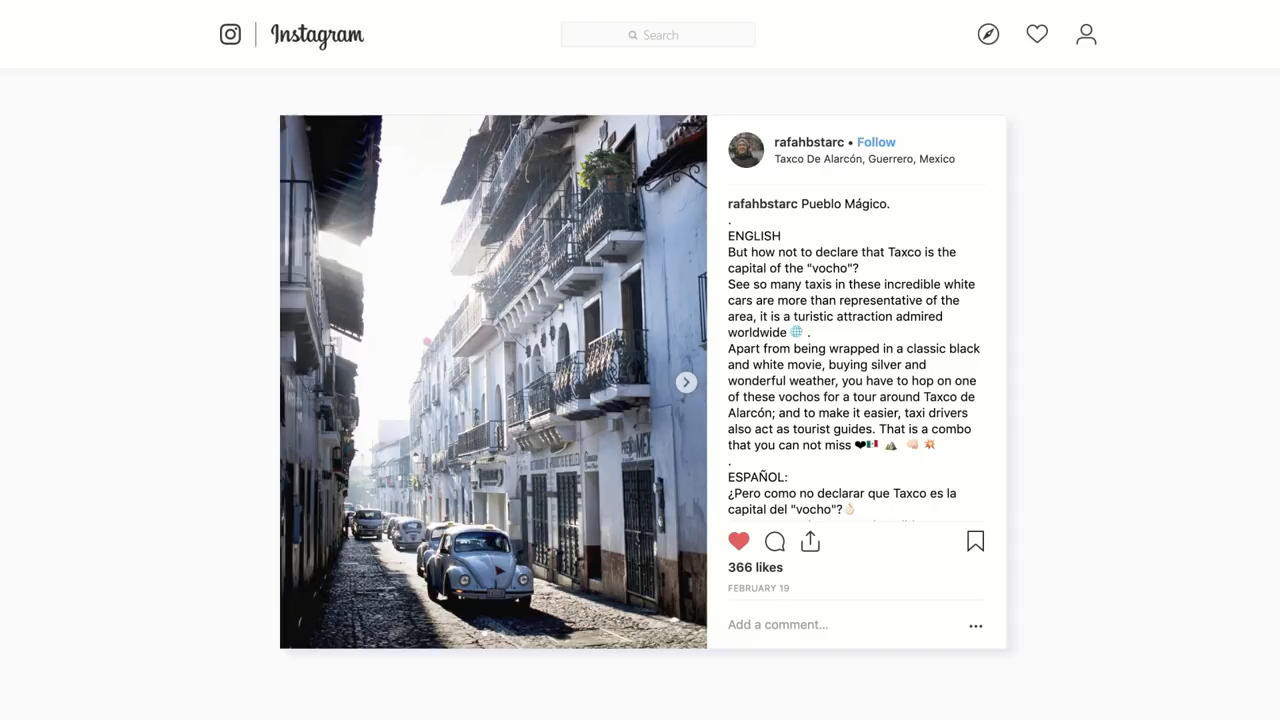 Instagram
Search
rafahbstarc • Follow
Taxco De Alarcón, Guerrero, Mexico
rafahbstarc Pueblo Mágico.
.
ENGLISH
But how not to declare that Taxco is the
capital of the "vocho"?
See so many taxis in these incredible white
cars are more than representative of the
area, it is a turistic attraction admired
worldwide 🌐 .
Apart from being wrapped in a classic black
and white movie, buying silver and
wonderful weather, you have to hop on one
of these vochos for a tour around Taxco de
Alarcón; and to make it easier, taxi drivers
also act as tourist guides. That is a combo
that you can not miss ❤🇲🇽 ⛰ 🧠 💥
.
ESPAÑOL:
¿Pero como no declarar que Taxco es la
capital del "vocho"?👌🏻
366 likes
FEBRUARY 19
Add a comment...